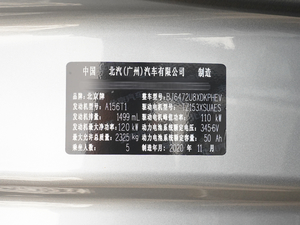 中国 北汽(广州)汽车有限公司 制造
品牌 北京牌 整车型号 BJ6472U8XDKPHEV
发动机型号 A156T1 驱动电机型号 TZ153XSUAES
发动机排量 1499 mL 驱动电机峰值功率 110 kW
最大净功率 120 kW 动力电池系统额定电压 345.6V
最大允许总质量 2325 kg 动力电池系统额定容量 50 Ah
乘坐人数 5 制造年月 2020 年 11 月